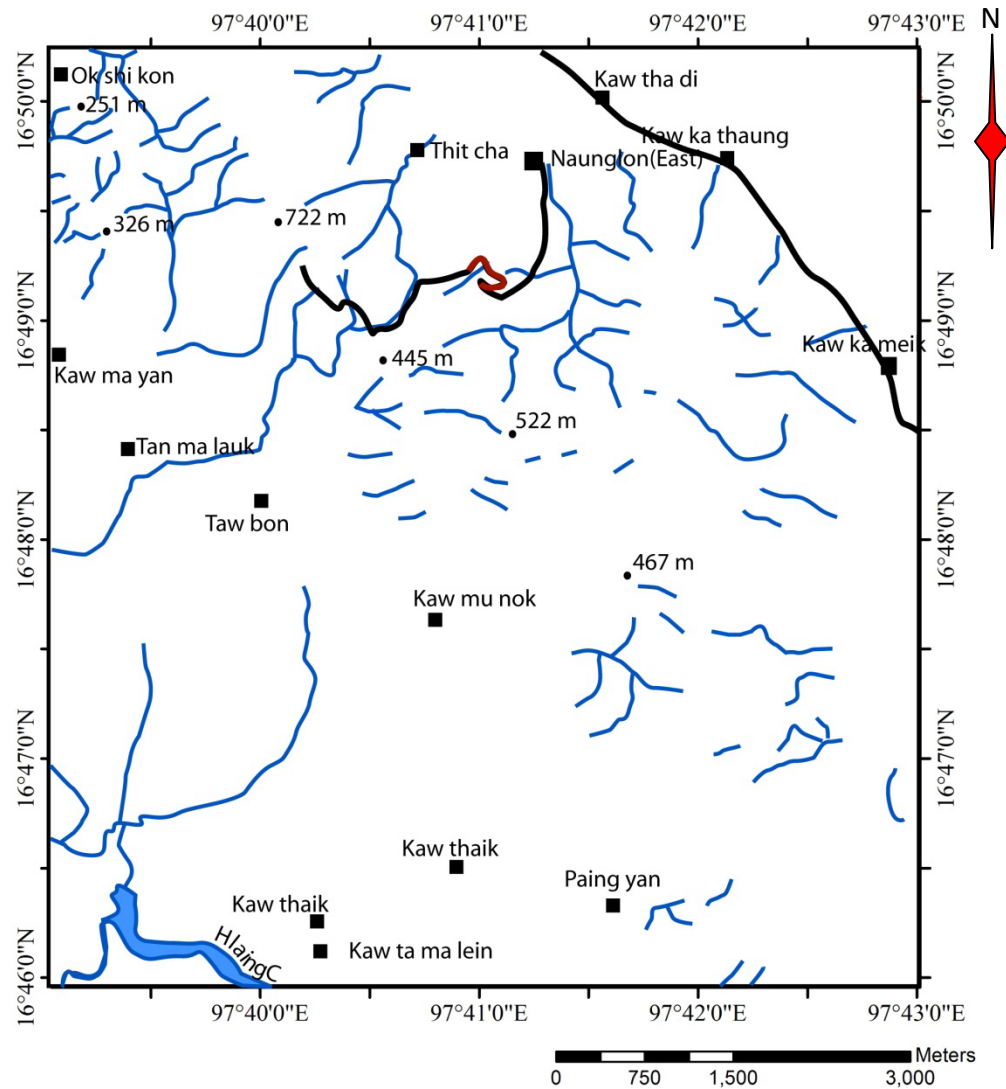 97°40'0"E 97°41'0"E 97°42'0"E 97°43'0"E
N
Ok shi kon
Kaw tha di
16°50'0"N
16°50'0"N
251 m
Kaw ka thaung
Thit cha
Naunglon(East)
722 m
326 m
16°49'0"N
16°49'0"N
Kaw ka meik
445 m
Kaw ma yan
522 m
Tan ma lauk
Taw bon
16°48'0"N
16°48'0"N
467 m
Kaw mu nok
16°47'0"N
16°47'0"N
Kaw thaik
Paing yan
Kaw thaik
HlaingC
Kaw ta ma lein
16°46'0"N
16°46'0"N
97°40'0"E 97°41'0"E 97°42'0"E 97°43'0"E
Meters
0 750 1,500 3,000